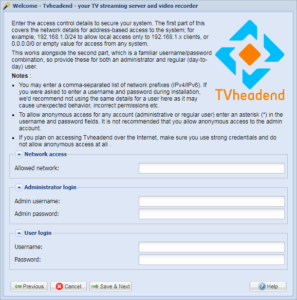 Welcome - Tvheadend - your TV streaming server and video recorder
Enter the access control details to secure your system. The first part of this
covers the network details for address-based access to the system; for
example, 192.168.1.0/24 to allow local access only to 192.168.1.x clients, or
0.0.0.0/0 or empty value for access from any system.
This works alongside the second part, which is a familiar username/password
combination, so provide these for both an administrator and regular (day-to-
day) user.
Notes :
• You may enter a comma-separated list of network prefixes (IPv4/IPv6). If
you were asked to enter a username and password during installation,
we'd recommend not using the same details for a user here as it may
cause unexpected behavior, incorrect permissions etc.
• To allow anonymous access for any account (administrative or regular user) enter an asterisk (*) in
the username and password fields. It is not recommended that you allow anonymous access to the admin
account.
• If you plan on accessing Tvheadend over the Internet, make sure you use strong credentials and do
not allow anonymous access at all .
TVheadend
Network access
Allowed network:
Administrator login
Admin username:
Admin password:
User login
Username:
Password:
Previous
Cancel
Save & Next
Help